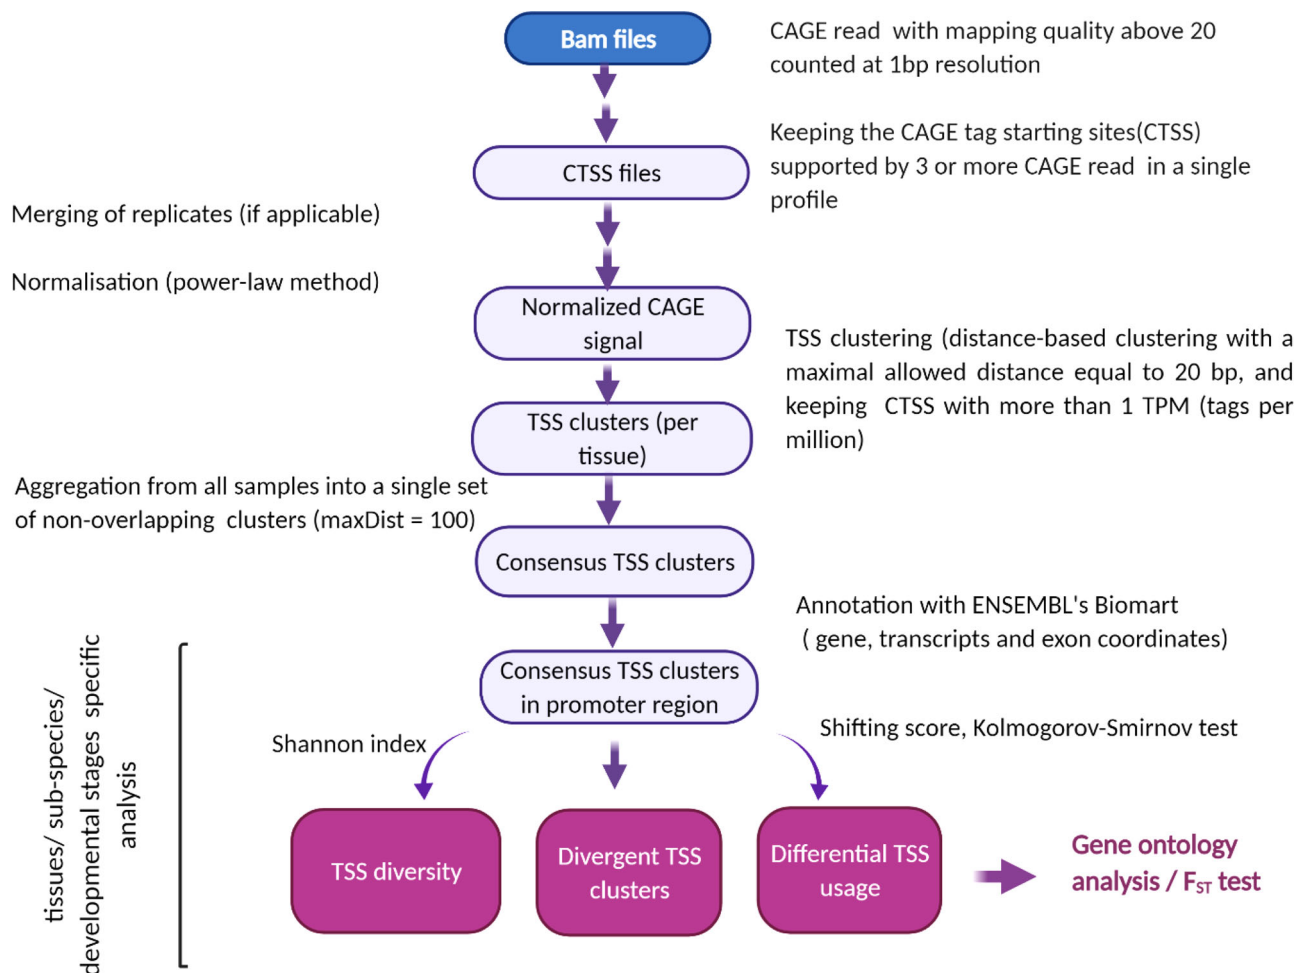 Bam files
CAGE read with mapping quality above 20
counted at 1bp resolution
Keeping the CAGE tag starting sites(CTSS)
supported by 3 or more CAGE read in a single
profile
CTSS files
Merging of replicates (if applicable)
Normalisation (power-law method)
Normalized CAGE
signal
TSS clustering (distance-based clustering with a
maximal allowed distance equal to 20 bp, and
keeping CTSS with more than 1 TPM (tags per
million)
TSS clusters (per
tissue)
Aggregation from all samples into a single set
of non-overlapping clusters (maxDist = 100)
Consensus TSS clusters
Annotation with ENSEMBL's Biomart
( gene, transcripts and exon coordinates)
Consensus TSS clusters
in promoter region
tissues/ sub-species/
developmental stages specific
analysis
Shannon index
Shifting score, Kolmogorov-Smirnov test
TSS diversity
Divergent TSS
clusters
Differential TSS
usage
Gene ontology
analysis / FST test